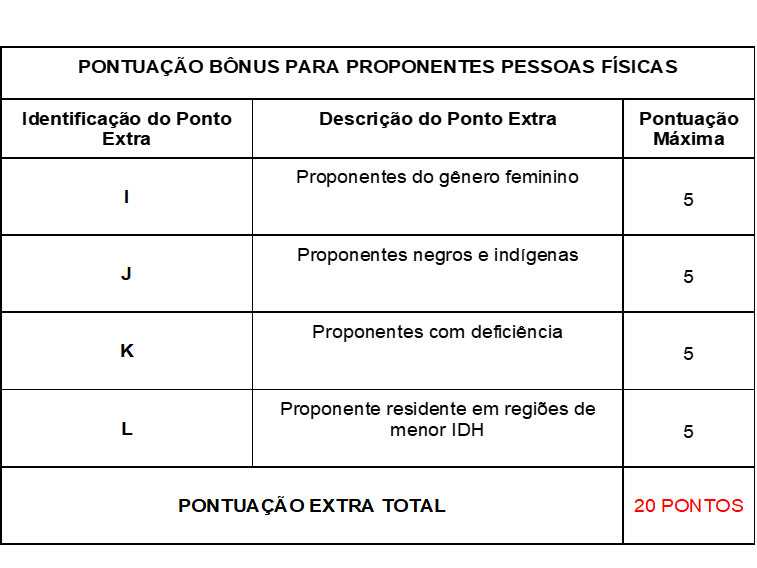 PONTUAÇÃO BÔNUS PARA PROPONENTES PESSOAS FÍSICAS
Identificação do Ponto
Extra
Descrição do Ponto Extra
Pontuação
Máxima
I
Proponentes do gênero feminino
5
J
Proponentes negros e indígenas
5
K
Proponentes com deficiência
5
L
Proponente residente em regiões de
menor IDH
5
PONTUAÇÃO EXTRA TOTAL
20 PONTOS